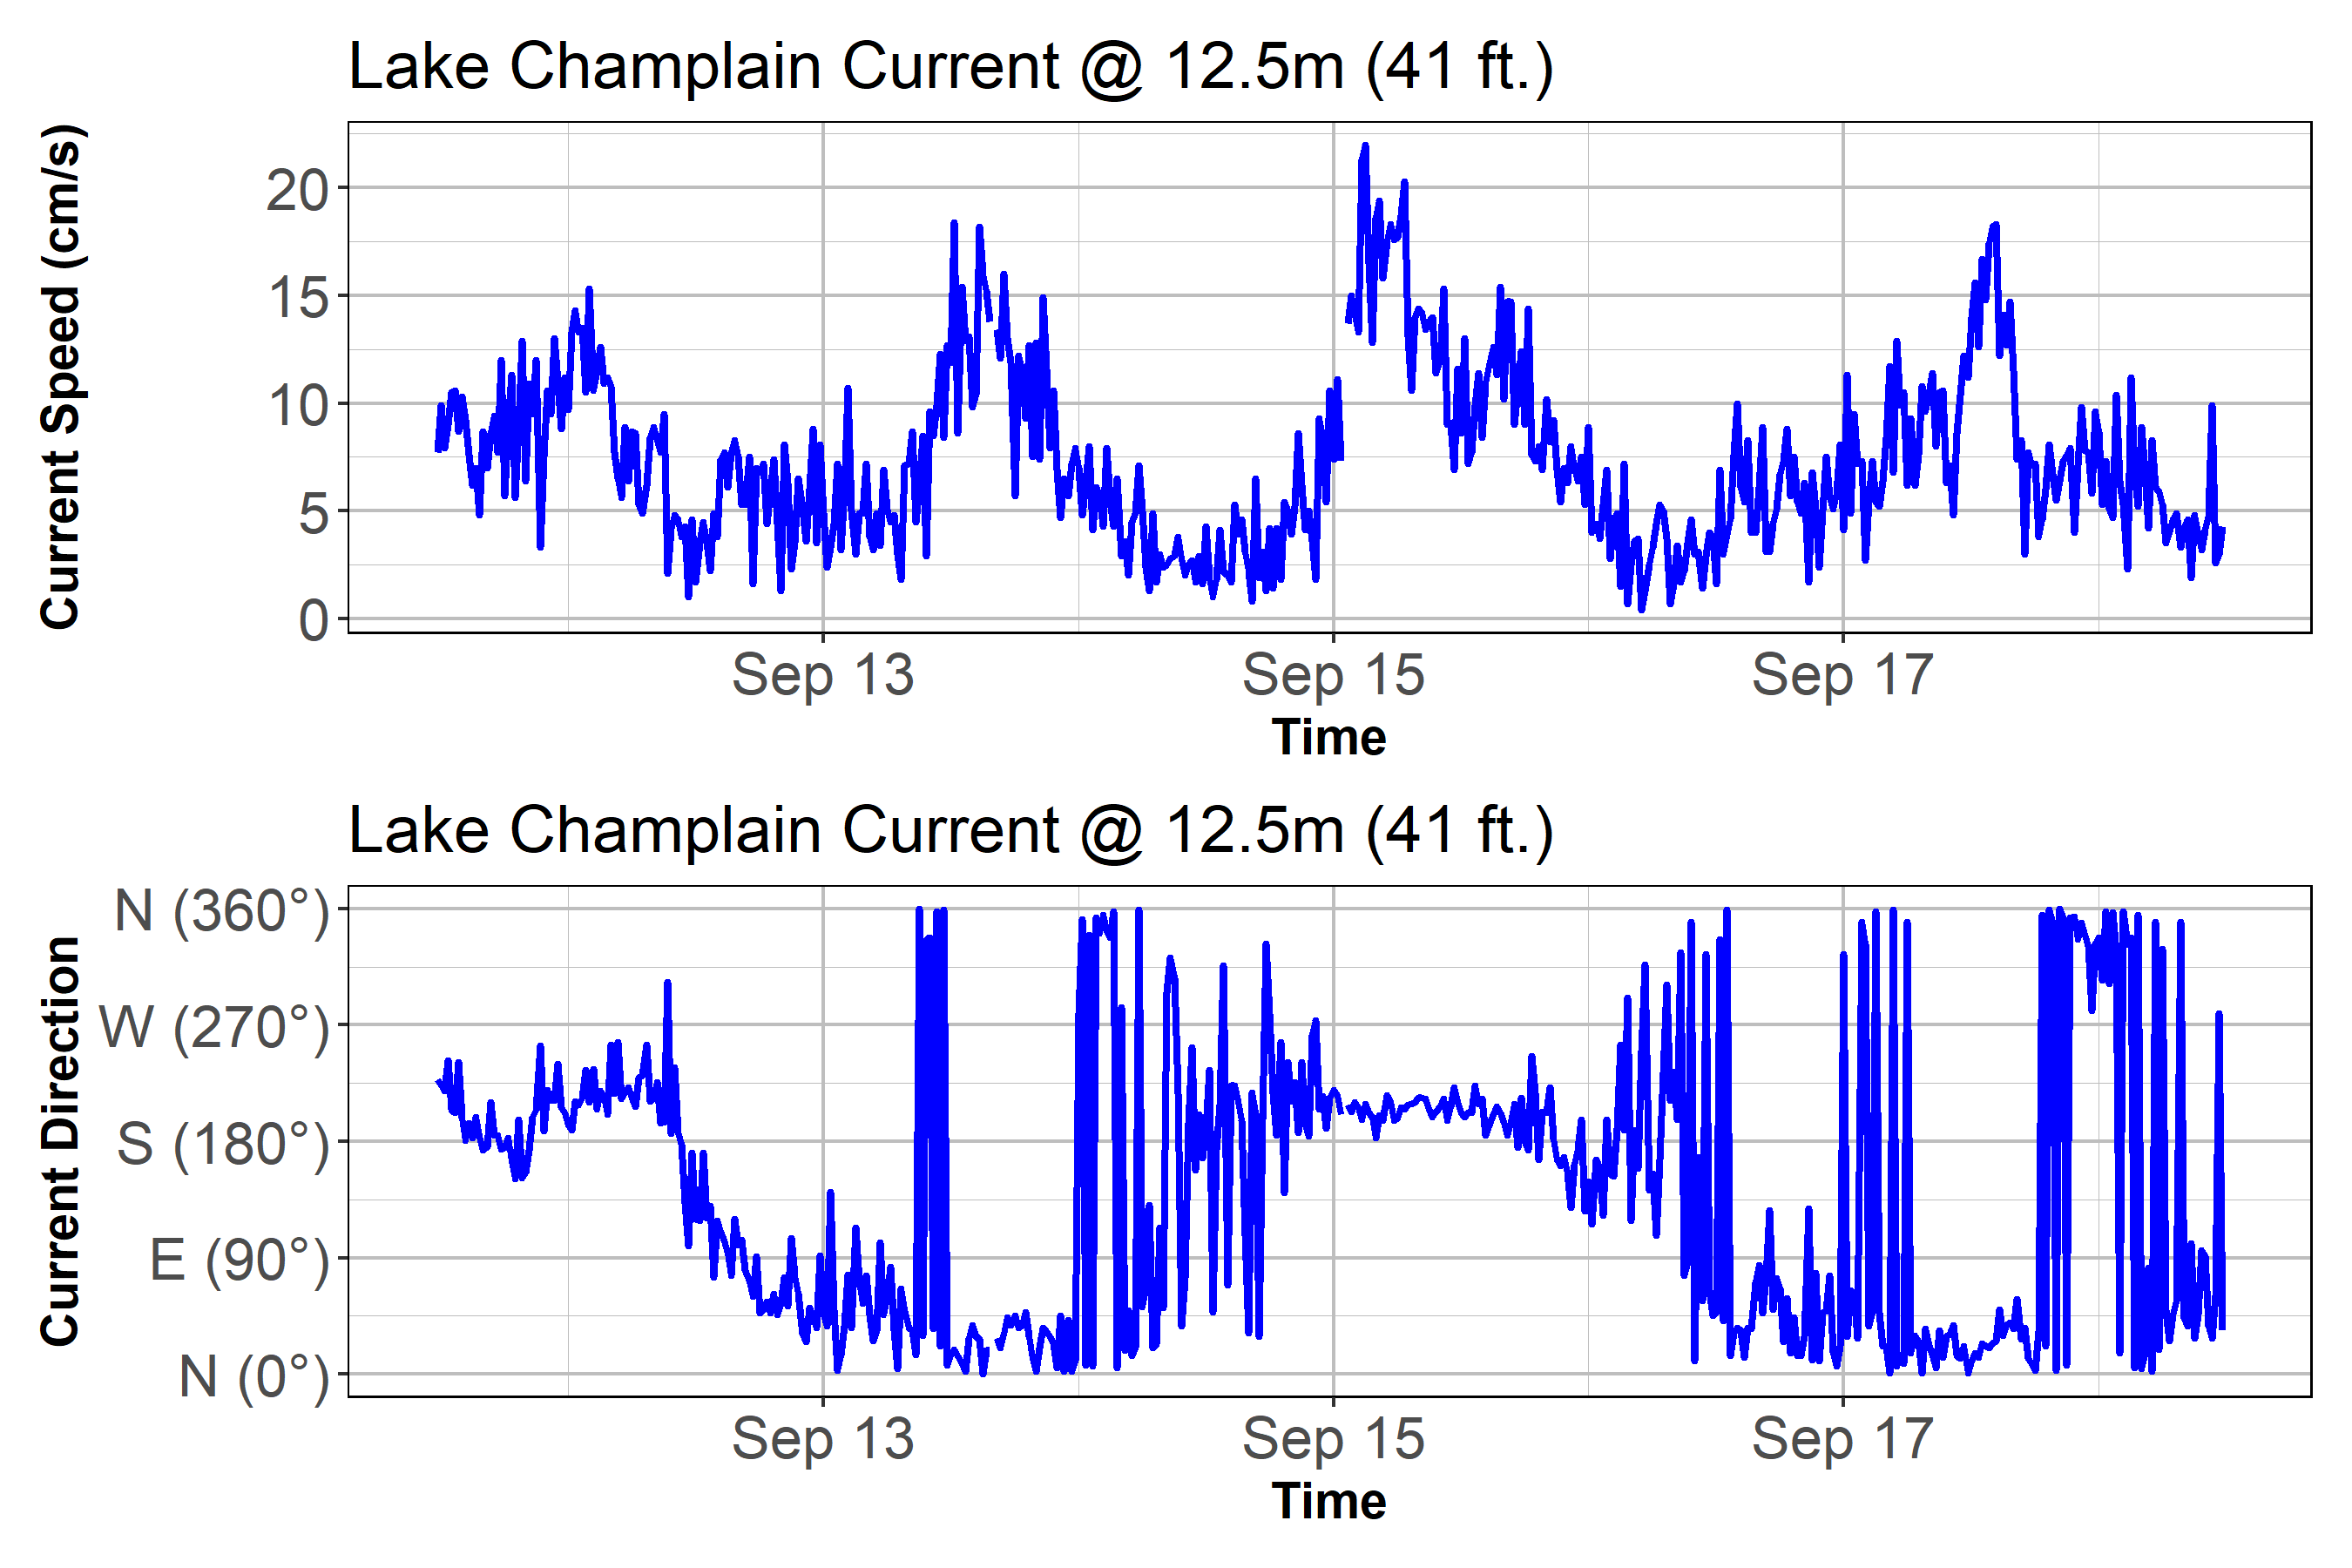 Lake Champlain Current @ 12.5m (41 ft.)
Current Speed (cm/s)
20
15
10
5
0
Sep 13
Sep 15
Sep 17
Time
Lake Champlain Current @ 12.5m (41 ft.)
Current Direction
N (360°)
W (270°)
S (180°)
E (90°)
N (0°)
Sep 13
Sep 15
Sep 17
Time